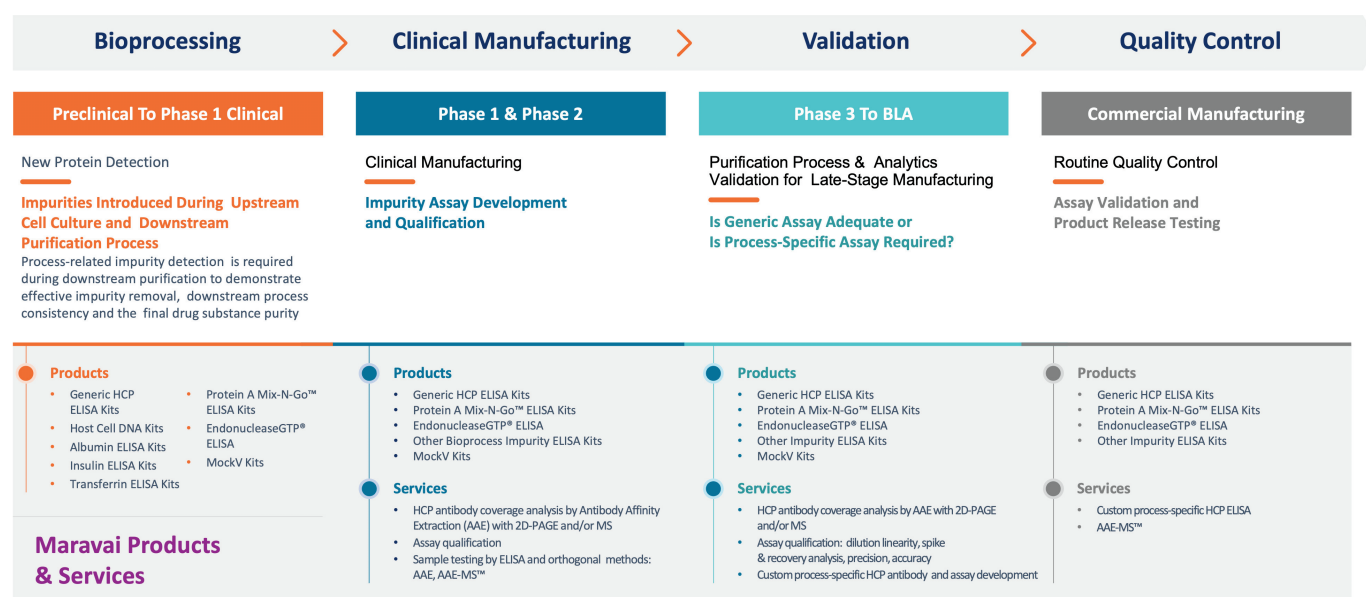 Bioprocessing
Clinical Manufacturing
Validation
Quality Control
Preclinical To Phase 1 Clinical
New Protein Detection
Impurities Introduced During Upstream
Cell Culture and Downstream
Purification Process
Process-related impurity detection is required
during downstream purification to demonstrate
effective impurity removal, downstream process
consistency and the final drug substance purity
Phase 1 & Phase 2
Clinical Manufacturing
Impurity Assay Development
and Qualification
Phase 3 To BLA
Purification Process & Analytics
Validation for Late-Stage Manufacturing
Is Generic Assay Adequate or
Is Process-Specific Assay Required?
Commercial Manufacturing
Routine Quality Control
Assay Validation and
Product Release Testing
Products
• Generic HCP
ELISA Kits
• Host Cell DNA Kits
• Albumin ELISA Kits
• Insulin ELISA Kits
• Transferrin ELISA Kits
• Protein A Mix-N-Go™
ELISA Kits
• EndonucleaseGTP®
ELISA
• MockV Kits
Maravai Products
& Services
Products
• Generic HCP ELISA Kits
• Protein A Mix-N-Go™ ELISA Kits
• EndonucleaseGTP® ELISA
• Other Bioprocess Impurity ELISA Kits
• MockV Kits
Services
• HCP antibody coverage analysis by Antibody Affinity
Extraction (AAE) with 2D-PAGE and/or MS
• Assay qualification
• Sample testing by ELISA and orthogonal methods:
AAE, AAE-MS™
Products
• Generic HCP ELISA Kits
• Protein A Mix-N-Go™ ELISA Kits
• EndonucleaseGTP® ELISA
• Other Impurity ELISA Kits
• MockV Kits
Services
• HCP antibody coverage analysis by AAE with 2D-PAGE
and/or MS
• Assay qualification: dilution linearity, spike
& recovery analysis, precision, accuracy
• Custom process-specific HCP antibody and assay development
Products
• Generic HCP ELISA Kits
• Protein A Mix-N-Go™ ELISA Kits
• EndonucleaseGTP® ELISA
• Other Impurity ELISA Kits
Services
• Custom process-specific HCP ELISA
• AAE-MS™